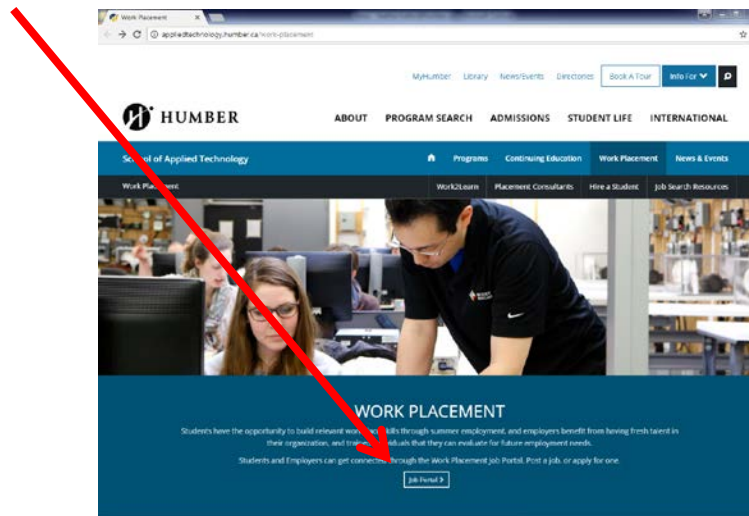 Work Placement
appliedtechnology.humber.ca/work-placement
MyHumber Library News/Events Directories Book A Tour Info For
HUMBER ABOUT PROGRAM SEARCH ADMISSIONS STUDENT LIFE INTERNATIONAL
School of Applied Technology Programs Continuing Education Work Placement News & Events
Work Placement Work2Learn Placement Consultants Hire a Student Job Search Resources
WORK PLACEMENT
Students have the opportunity to build relevant skills through summer employment, and employers benefit from having fresh talent in
their organization, and individuals that they can evaluate for future employment needs.
Students and Employers can get connected through the Work Placement Job Portal. Post a job, or apply for one.
Job Portal